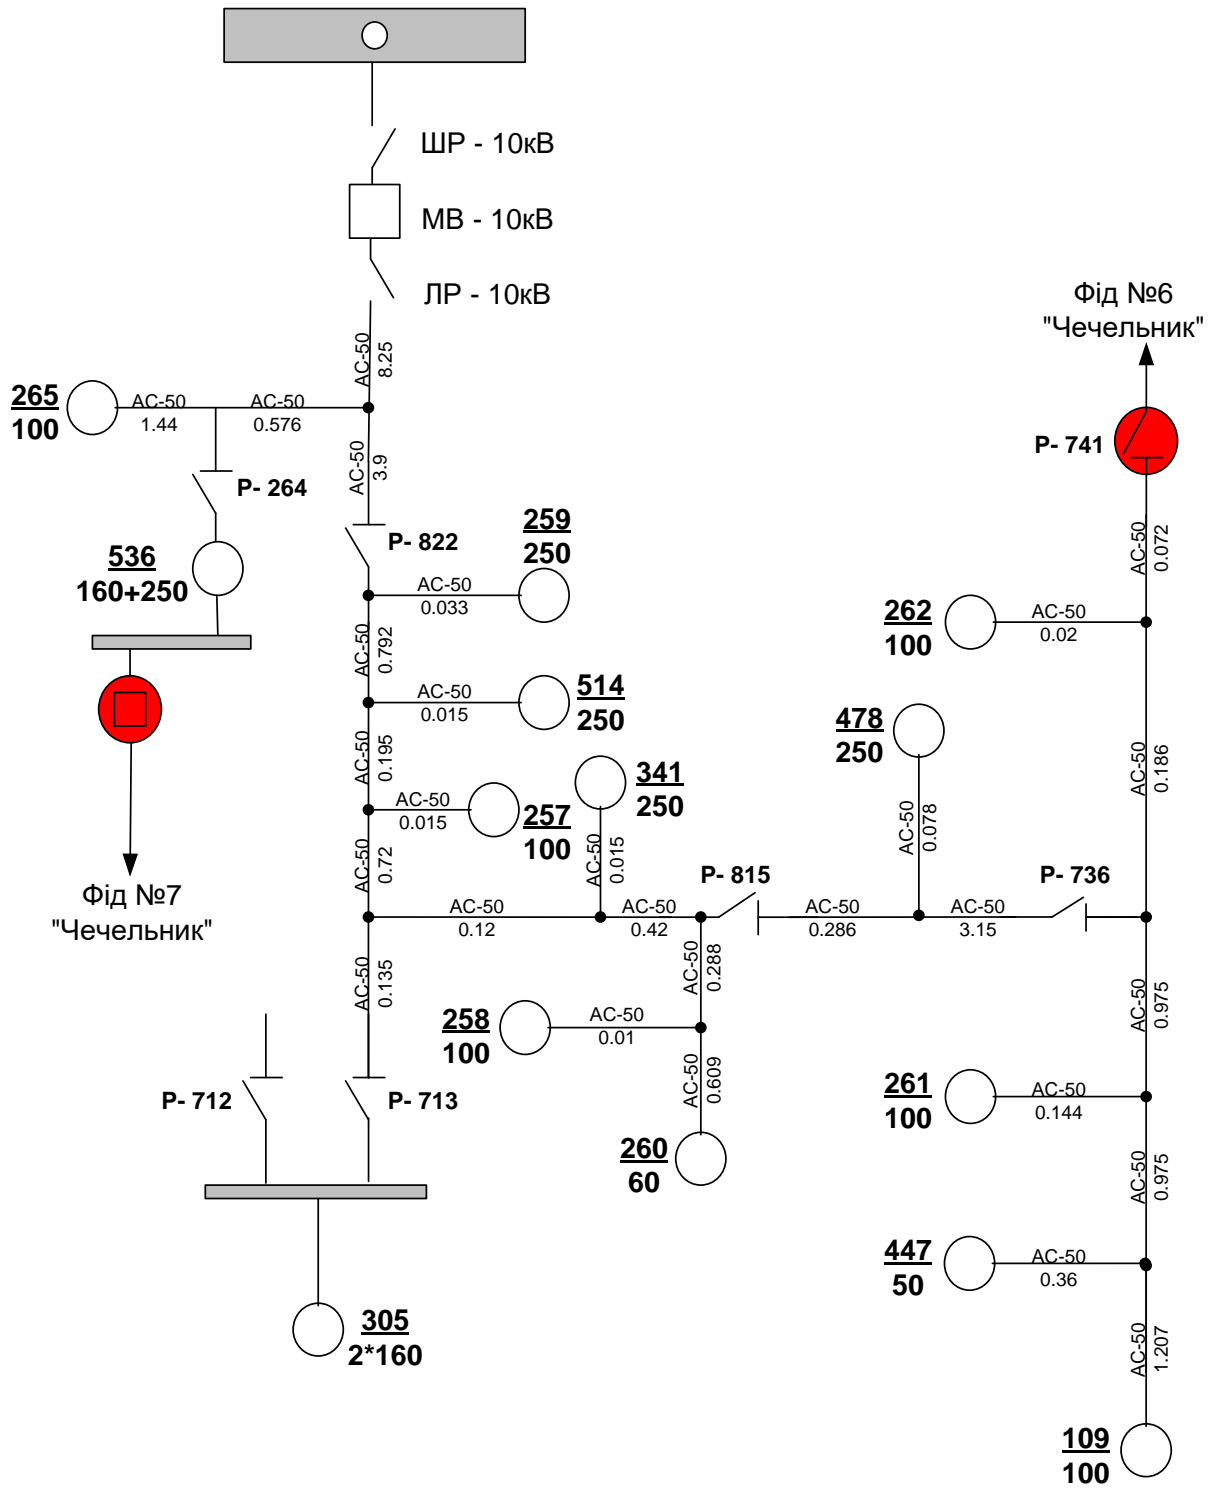 ШР - 10кВ
МВ - 10кВ
ЛР - 10кВ
АС-50
8.25
Фід №6
"Чечельник"
265
100
АС-50
1.44
АС-50
0.576
Р- 741
АС-50
3.9
Р- 264
Р- 822
259
250
АС-50
0.033
536
160+250
АС-50
0.072
262
100
АС-50
0.02
АС-50
0.792
514
250
АС-50
0.015
478
250
АС-50
0.195
341
250
АС-50
0.186
257
100
АС-50
0.015
АС-50
0.078
АС-50
0.72
АС-50
0.015
Р- 815
Р- 736
Фід №7
"Чечельник"
АС-50
0.12
АС-50
0.42
АС-50
0.286
АС-50
3.15
АС-50
0.135
АС-50
0.288
АС-50
0.975
258
100
АС-50
0.01
АС-50
0.609
Р- 712
Р- 713
261
100
АС-50
0.144
260
60
АС-50
0.975
447
50
АС-50
0.36
305
2*160
АС-50
1.207
109
100